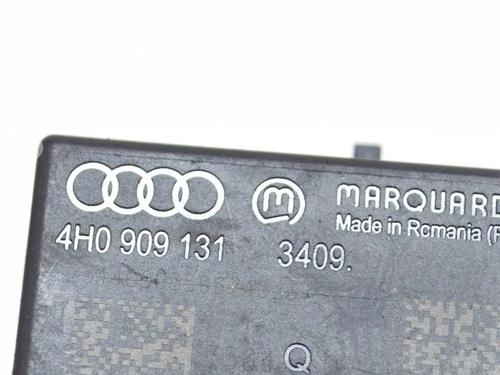 m MARQUARD
Made in Romania (R
4H0 909 131 3409.
Q